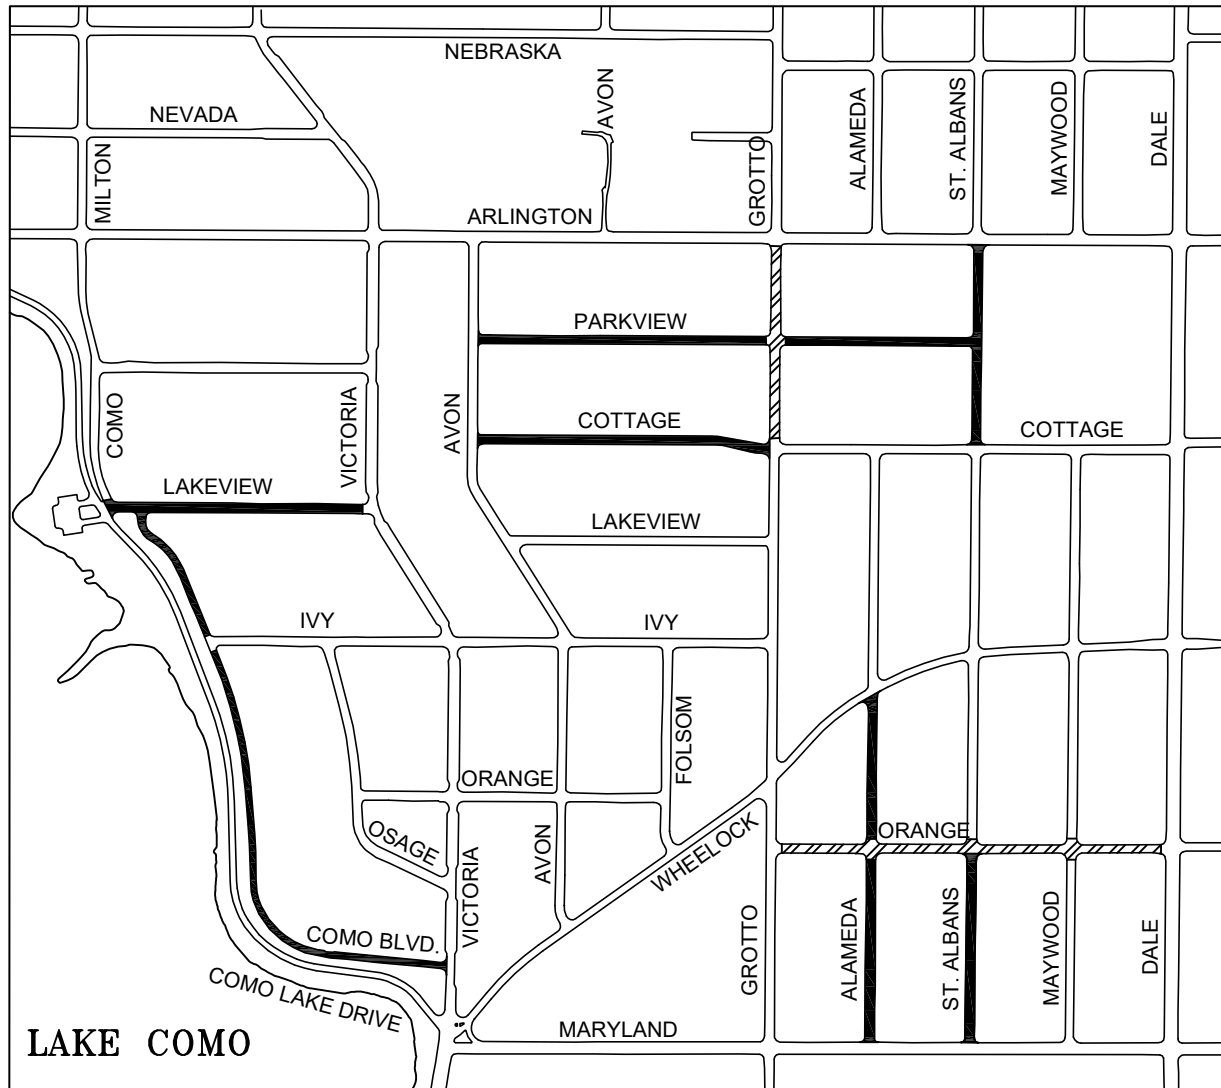 NEBRASKA
AVON
NEVADA
ALAMEDA
ST. ALBANS
MAYWOOD
DALE
MILTON
GROTTO
ARLINGTON
PARKVIEW
COMO
VICTORIA
AVON
COTTAGE
COTTAGE
LAKEVIEW
LAKEVIEW
IVY
IVY
FOLSOM
ORANGE
OSAGE
AVON
WHEELOCK
ORANGE
VICTORIA
COMO BLVD.
GROTTO
ALAMEDA
ST. ALBANS
MAYWOOD
DALE
COMO LAKE DRIVE
MARYLAND
LAKE COMO